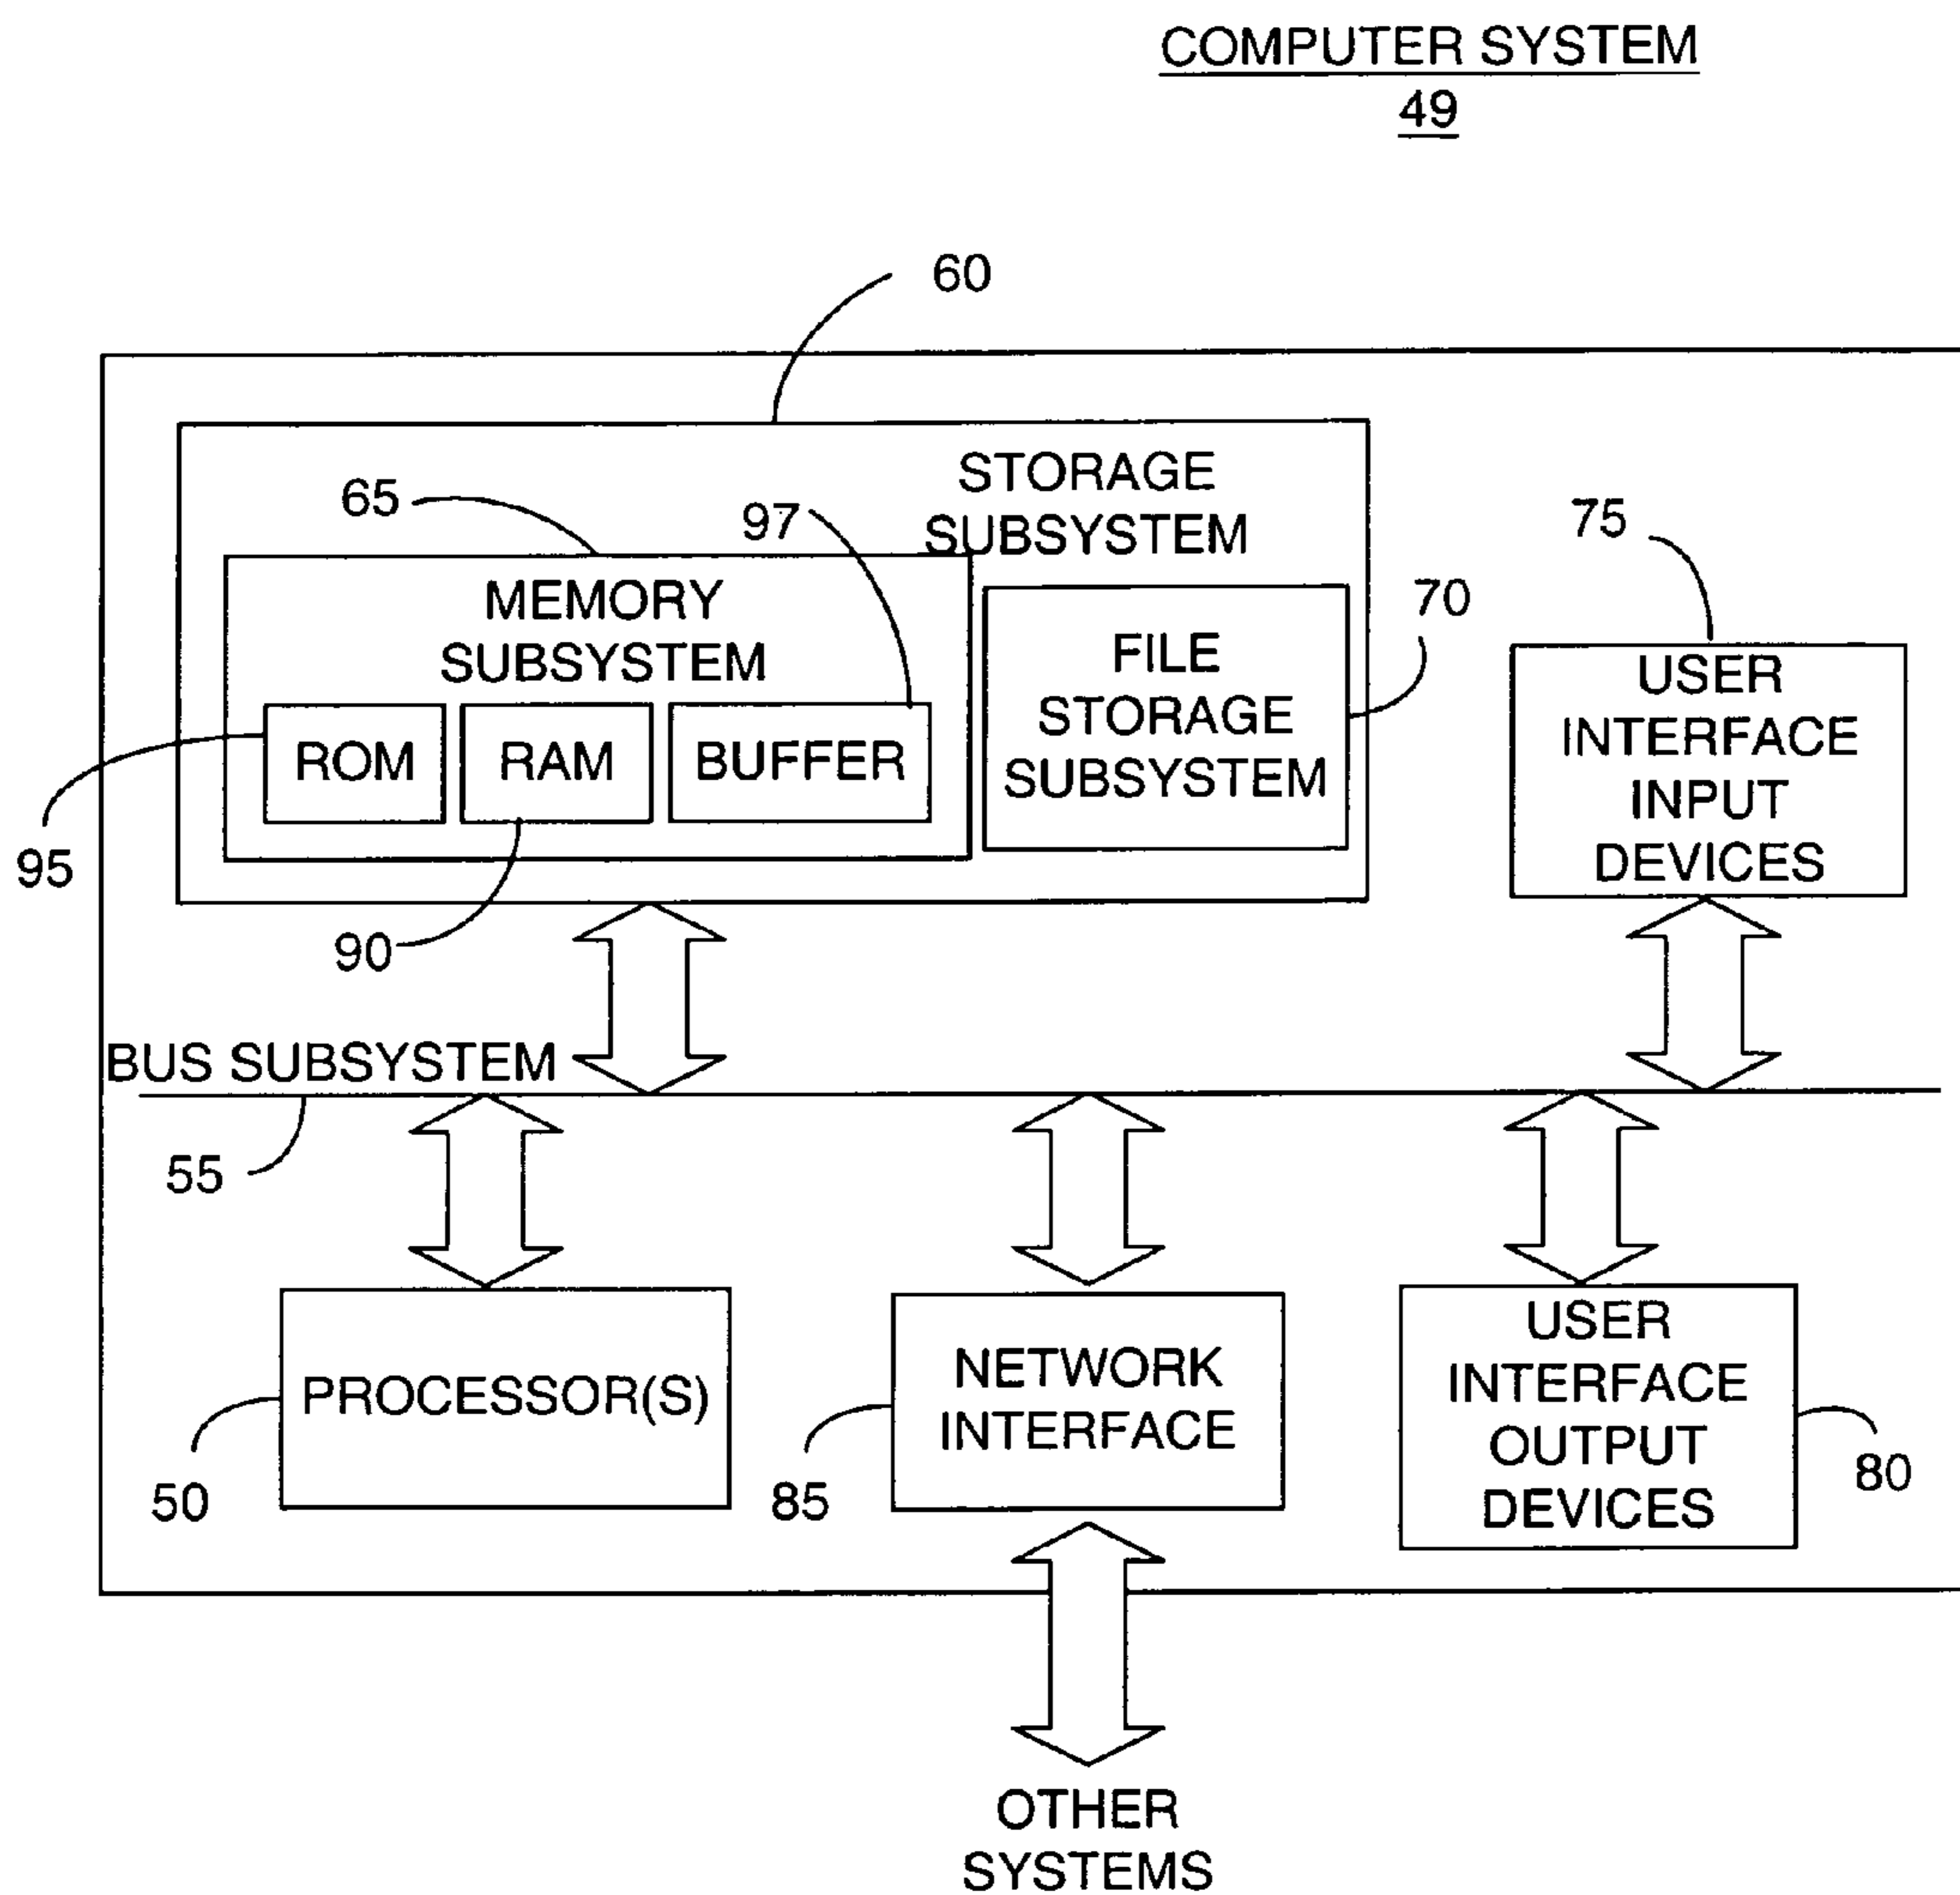 COMPUTER SYSTEM
49
60
STORAGE
SUBSYSTEM
65
97
75
MEMORY
SUBSYSTEM
70
FILE
STORAGE
SUBSYSTEM
USER
INTERFACE
INPUT
DEVICES
ROM
RAM
BUFFER
95
90
BUS SUBSYSTEM
55
PROCESSOR(S)
NETWORK
INTERFACE
USER
INTERFACE
OUTPUT
DEVICES
50
85
80
OTHER
SYSTEMS